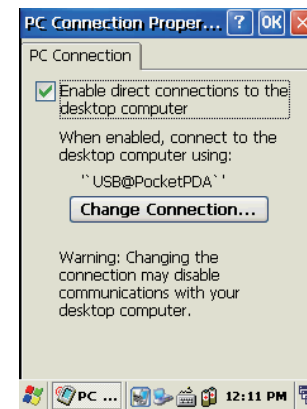 PC Connection Proper... ? OK ×
PC Connection
Enable direct connections to the
desktop computer
When enabled, connect to the
desktop computer using:
'`USB@PocketPDA`'
Change Connection...
Warning: Changing the
connection may disable
communications with your
desktop computer.
PC ... 12:11 PM